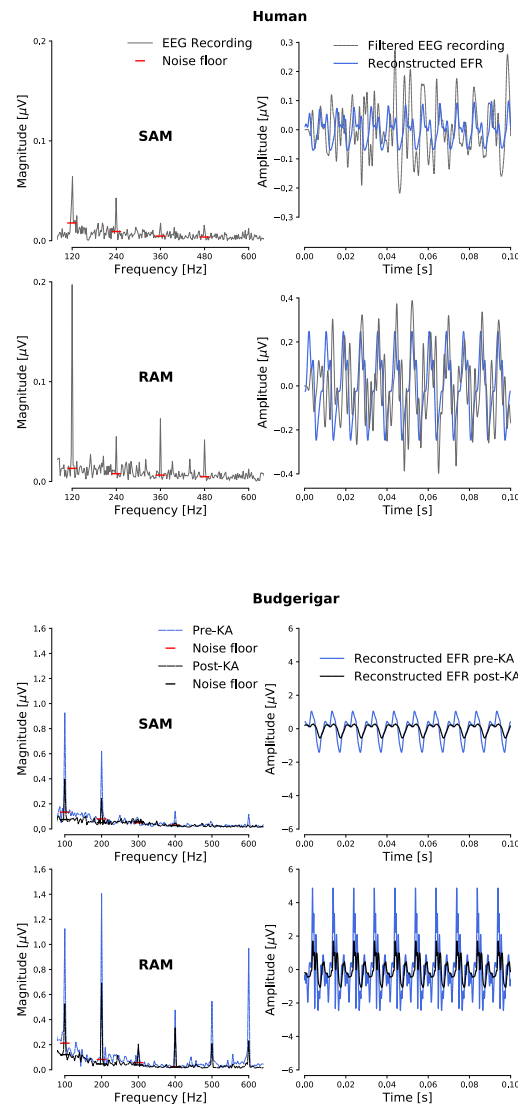 Human
EEG Recording
Noise floor
SAM
Magnitude [μV]
0.2
0.1
0.0
120 240 360 480 600
Frequency [Hz]
Filtered EEG recording
Reconstructed EFR
Amplitude [μV]
0.3
0.2
0.0
−0.1
−0.3
0,00 0,02 0,04 0,06 0,08 0,10
Time [s]
RAM
Magnitude [μV]
0.2
0.1
0.0
120 240 360 480 600
Frequency [Hz]
Amplitude [μV]
0,4
0,2
0,0
−0,2
−0,4
0.00 0.02 0.04 0.06 0.08 0.10
Time [s]
Budgerigar
Pre-KA
Noise floor
Post-KA
Noise floor
SAM
Magnitude [μV]
1.6
1.4
1.2
1.0
0.8
0.6
0.4
0.2
0.0
100 200 300 400 500 600
Frequency [Hz]
Reconstructed EFR pre-KA
Reconstructed EFR post-KA
Amplitude [μV]
6
4
2
0
−2
−4
−6
0.00 0.02 0.04 0.06 0.08 0.10
Time [s]
RAM
Magnitude [μV]
1.6
1.4
1.2
1.0
0.8
0.6
0.4
0.2
0.0
100 200 300 400 500 600
Frequency [Hz]
Amplitude [μV]
6
4
2
0
−2
−4
−6
0.00 0.02 0.04 0.06 0.08 0.10
Time [s]